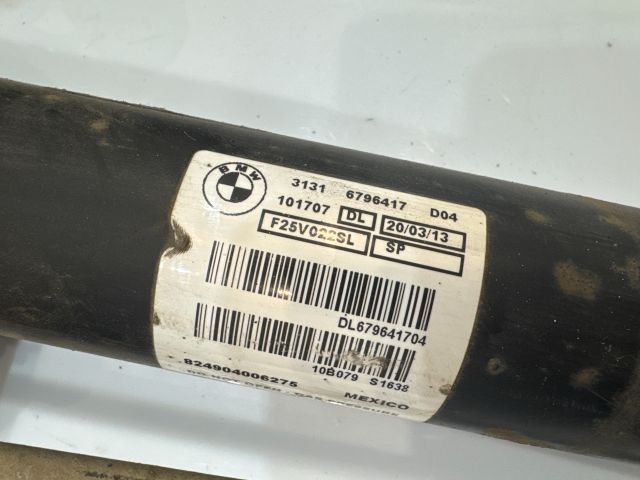 BMW
3131 6796417 D04
101707 DL 20/03/13
F25V022SL SP
DL679641704
10B079 S1638
824904006275 MEXICO